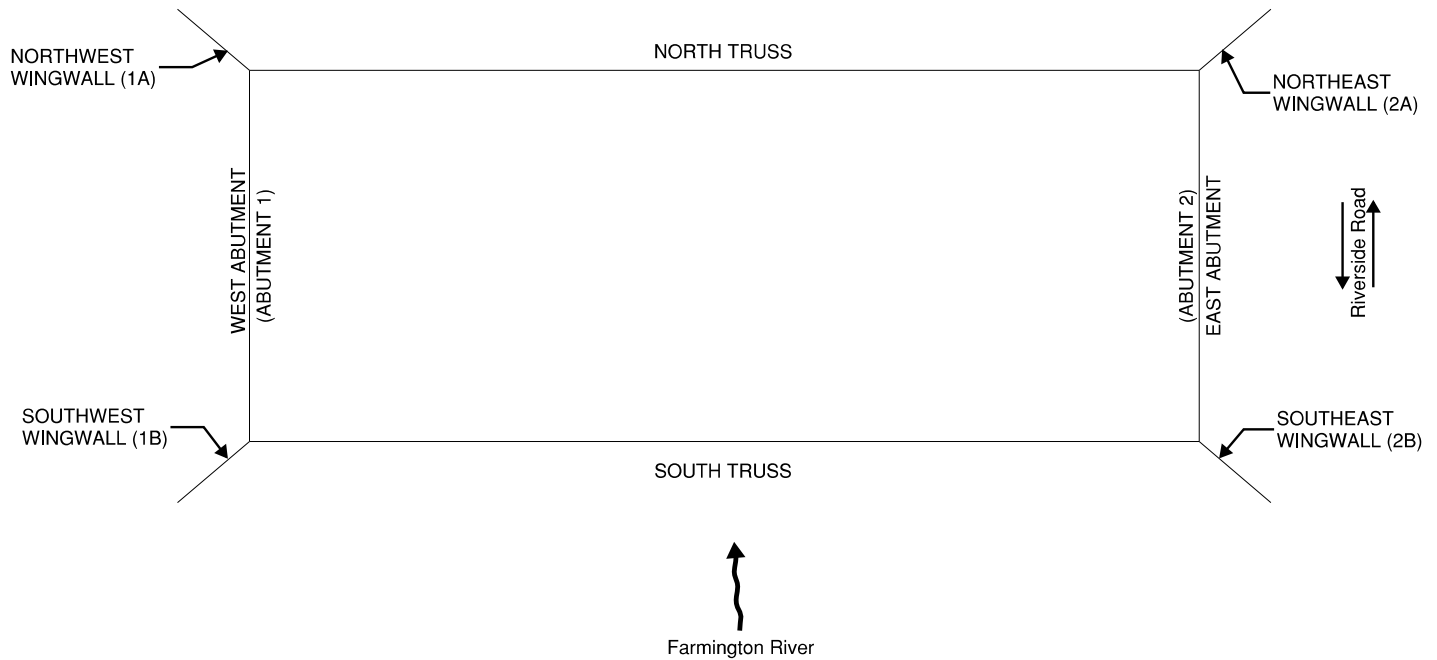 NORTH TRUSS
NORTHWEST
WINGWALL (1A)
NORTHEAST
WINGWALL (2A)
WEST ABUTMENT
(ABUTMENT 1)
(ABUTMENT 2)
EAST ABUTMENT
Riverside Road
SOUTHWEST
WINGWALL (1B)
SOUTHEAST
WINGWALL (2B)
SOUTH TRUSS
Farmington River